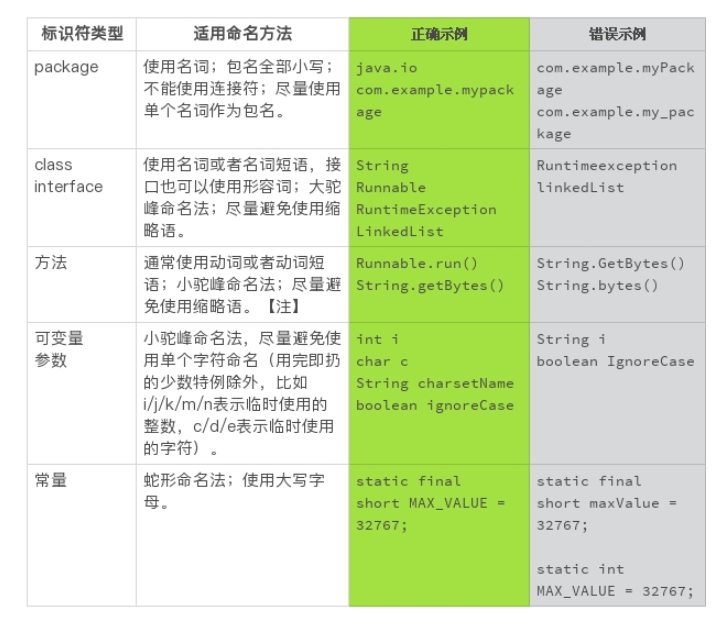 标识符类型 适用命名方法 正确示例 错误示例
package 使用名词；包名全部小写； java.io com.example.myPack
不能使用连接符；尽量使用 com.example.mypack age
单个名词作为包名。 age com.example.my_pac
kage
class 使用名词或者名词短语，接 String Runtimeexception
interface 口也可以使用形容词；大驼 Runnable linkedList
峰命名法；尽量避免使用缩 RuntimeException
略语。 LinkedList
方法 通常使用动词或者动词短 Runnable.run() String.GetBytes()
语；小驼峰命名法；尽量避 String.getBytes() String.bytes()
免使用缩略语。【注】
可变量 小驼峰命名法，尽量避免使 int i String i
参数 用单个字符命名（用完即扔 char c boolean IgnoreCase
的少数特例除外，比如 String charsetName
i/j/k/m/n表示临时使用的 boolean ignoreCase
整数，c/d/e表示临时使用
的字符）。
常量 蛇形命名法；使用大写字 static final static final
母。 short MAX_VALUE = short maxValue =
32767; 32767;
static int
MAX_VALUE = 32767;